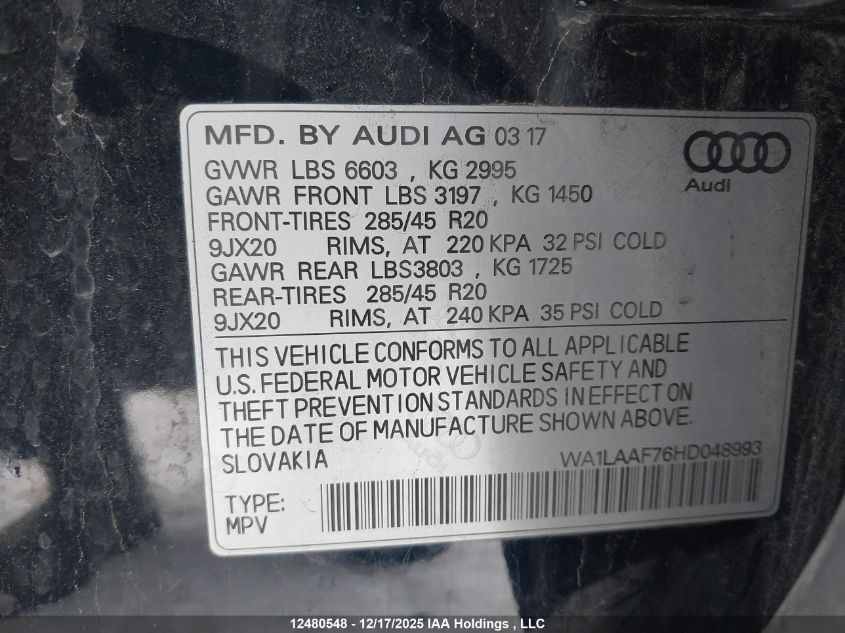 MFD. BY AUDI AG 03 17
Audi
GVWR LBS 6603 , KG 2995
GAWR FRONT LBS 3197 , KG 1450
FRONT-TIRES 285/45 R20
9JX20 RIMS, AT 220 KPA 32 PSI COLD
GAWR REAR LBS3803 , KG 1725
REAR-TIRES 285/45 R20
9JX20 RIMS, AT 240 KPA 35 PSI COLD
THIS VEHICLE CONFORMS TO ALL APPLICABLE
U.S. FEDERAL MOTOR VEHICLE SAFETY AND
THEFT PREVENTION STANDARDS IN EFFECT ON
THE DATE OF MANUFACTURE SHOWN ABOVE.
SLOVAKIA
WA1LAAF76HD048993
TYPE:
MPV
12480548 - 12/17/2025 IAA Holdings , LLC